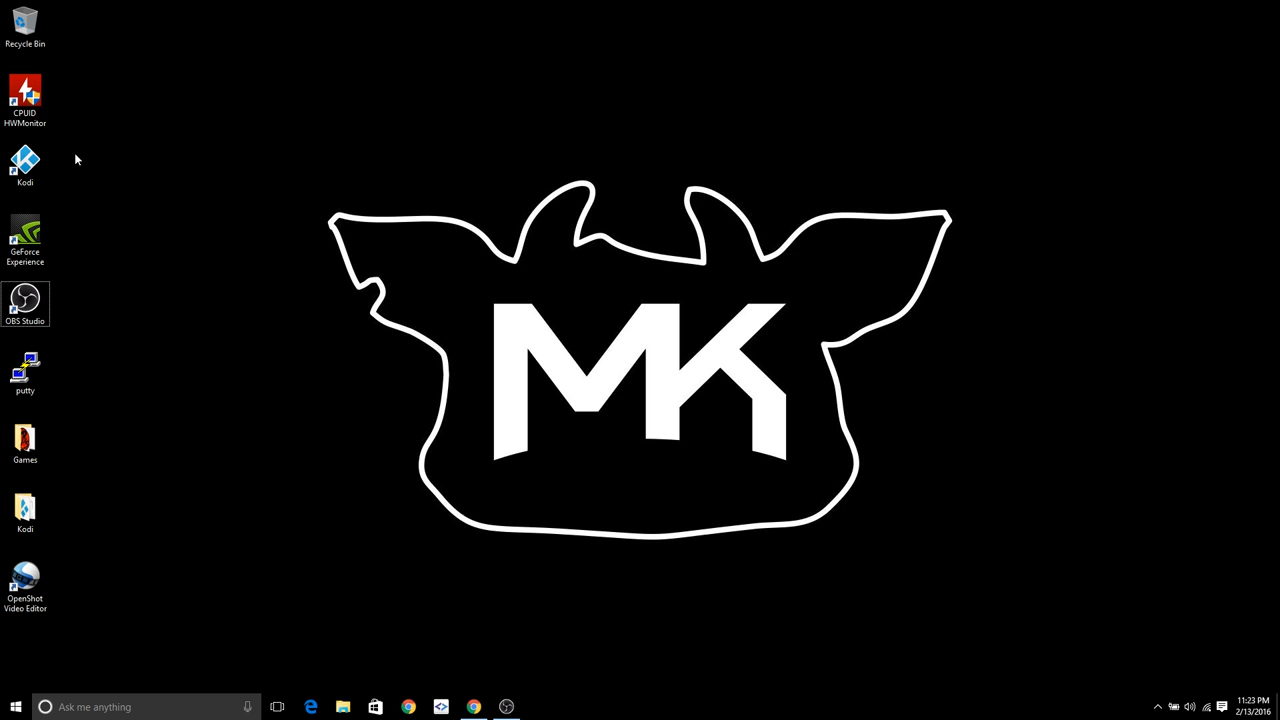 Recycle Bin
CPUID
HWMonitor
Kodi
GeForce
Experience
OBS Studio
putty
Games
Kodi
OpenShot
Video Editor
MK
Ask me anything
11:23 PM
2/13/2016